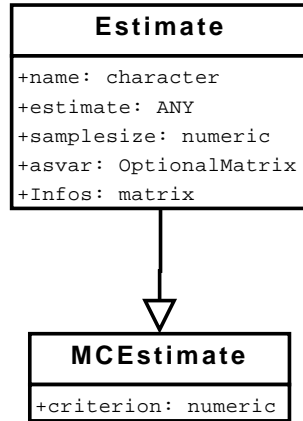 Estimate
+name: character
+estimate: ANY
+samplesize: numeric
+asvar: OptionalMatrix
+Infos: matrix
MCEstimate
+criterion: numeric